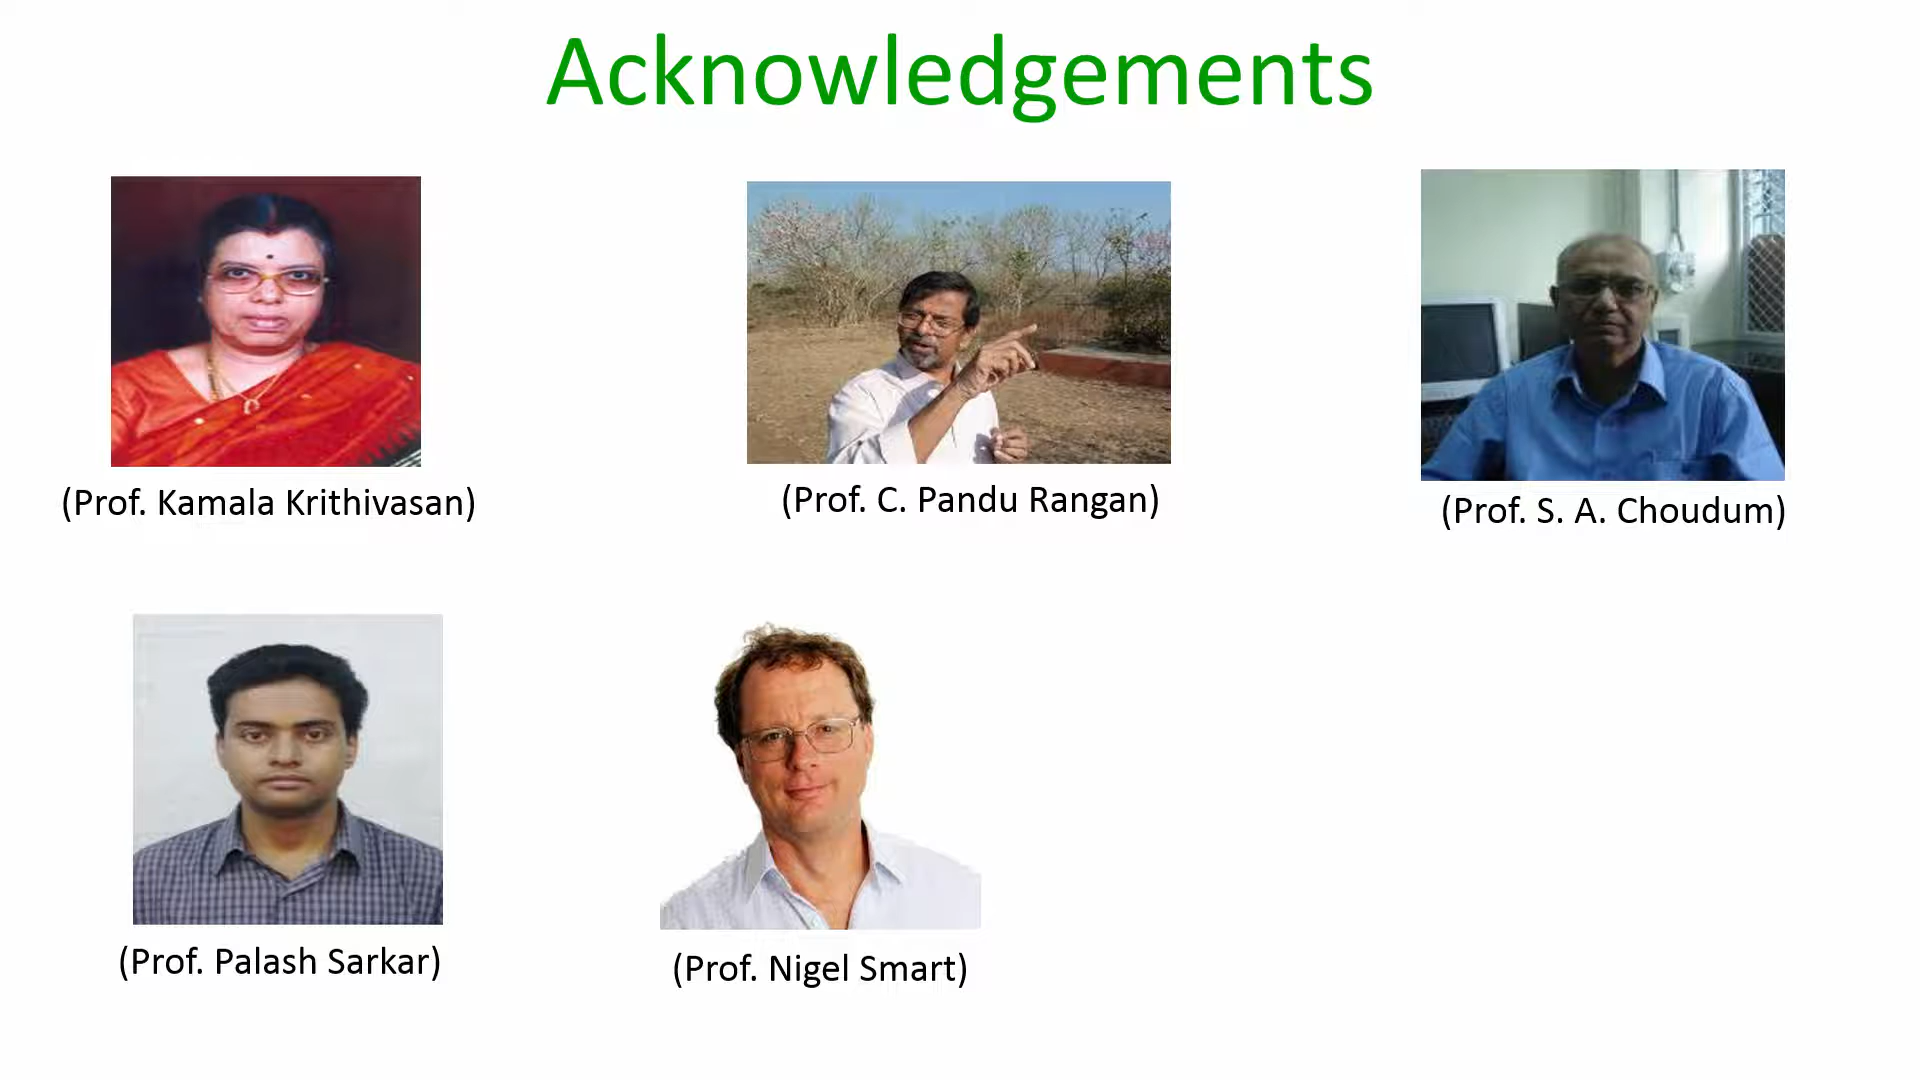 Acknowledgements
(Prof. Kamala Krithivasan)
(Prof. C. Pandu Rangan)
(Prof. S. A. Choudum)
(Prof. Palash Sarkar)
(Prof. Nigel Smart)